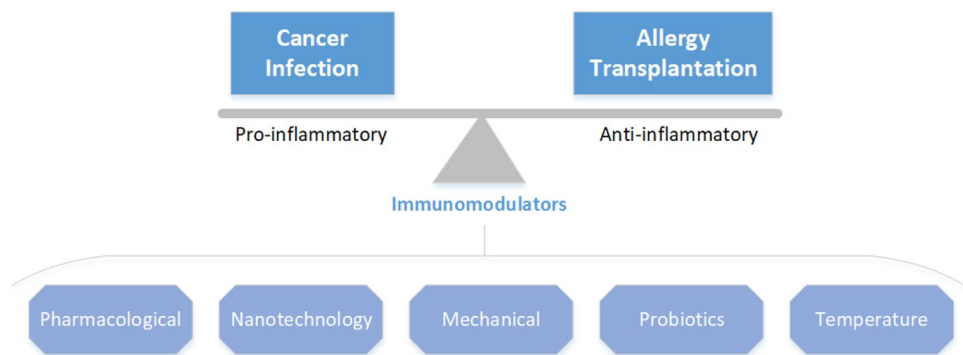 Cancer
Infection
Allergy
Transplantation
Pro-inflammatory
Anti-inflammatory
Immunomodulators
Pharmacological
Nanotechnology
Mechanical
Probiotics
Temperature